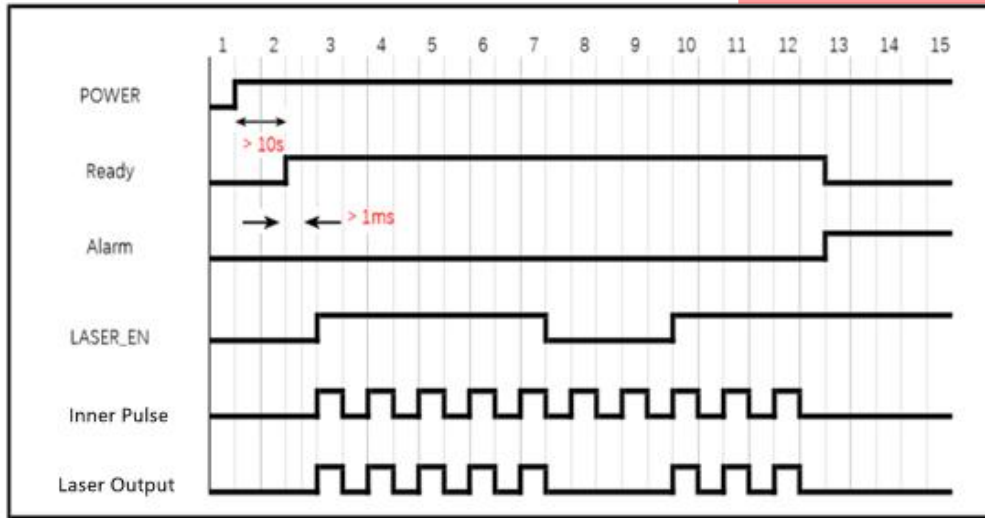 1 2 3 4 5 6 7 8 9 10 11 12 13 14 15
POWER
> 10s
Ready
> 1ms
Alarm
LASER_EN
Inner Pulse
Laser Output